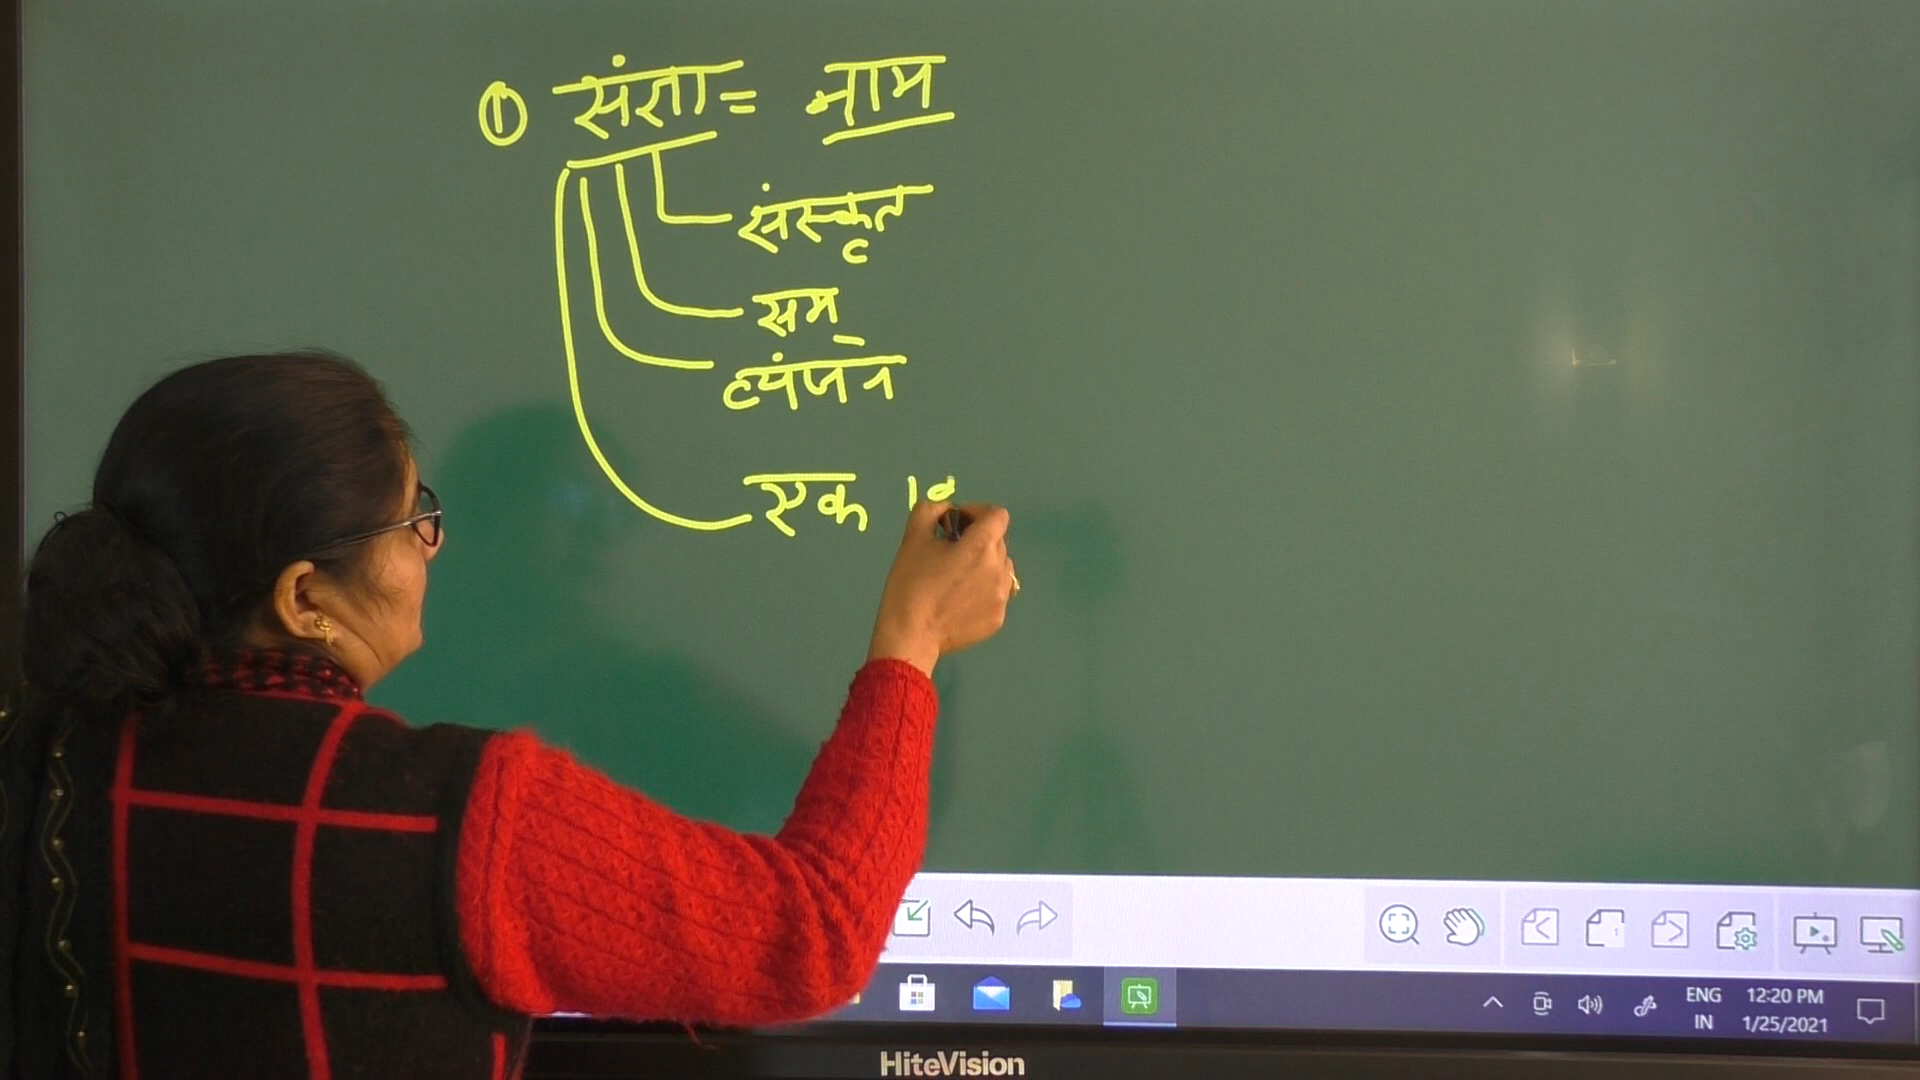 ① संज्ञा = नाम
संस्कृत
सम्
व्यंजन
एक
ENG 12:20 PM
IN 1/25/2021
HiteVision